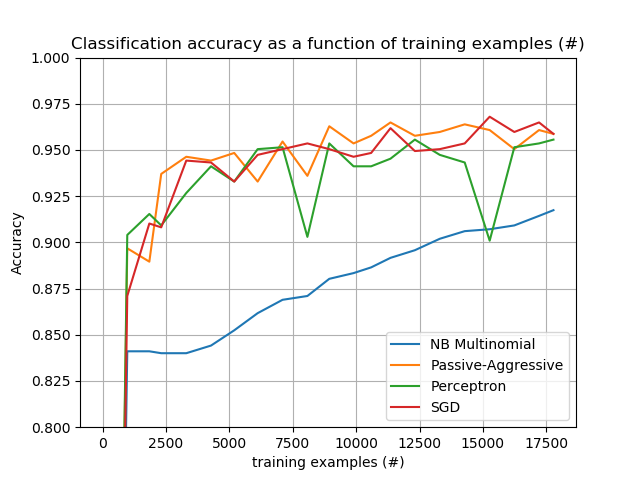 Classification accuracy as a function of training examples (#)
1.000
0.975
0.950
0.925
0.900
0.875
0.850
0.825
0.800
Accuracy
NB Multinomial
Passive-Aggressive
Perceptron
SGD
0 2500 5000 7500 10000 12500 15000 17500
training examples (#)